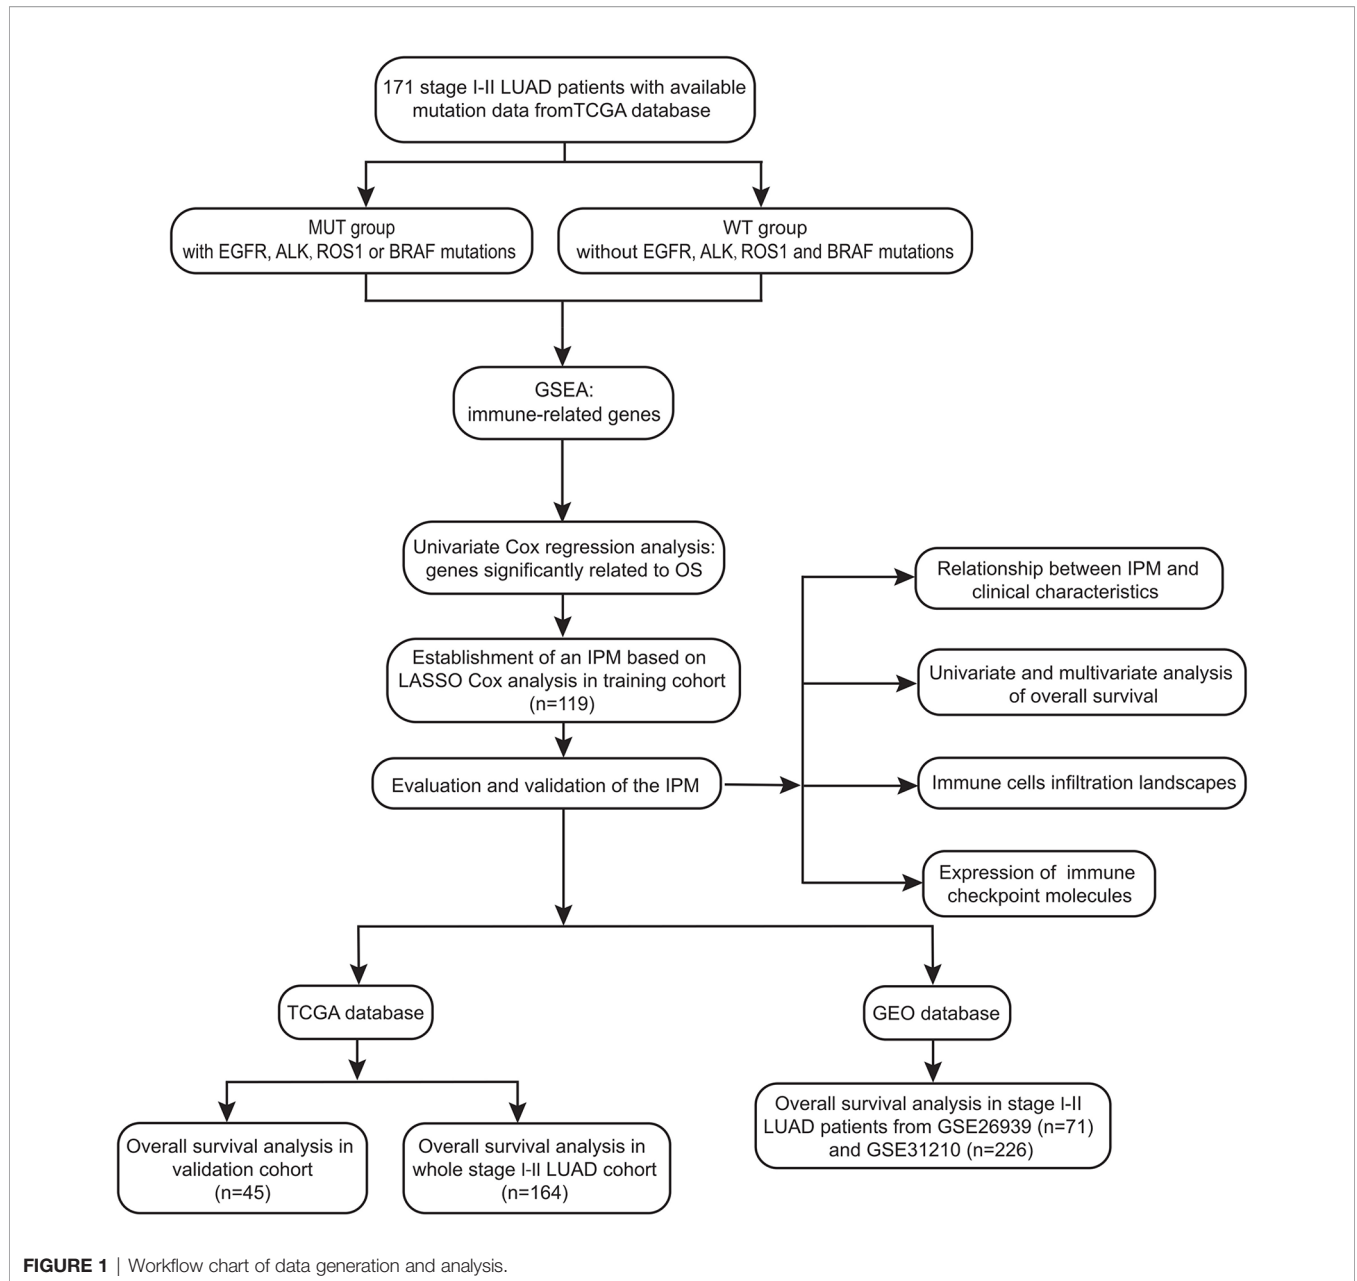 171 stage I-II LUAD patients with available
mutation data fromTCGA database
MUT group
with EGFR, ALK, ROS1 or BRAF mutations
WT group
without EGFR, ALK, ROS1 and BRAF mutations
GSEA:
immune-related genes
Univariate Cox regression analysis:
genes significantly related to OS
Establishment of an IPM based on
LASSO Cox analysis in training cohort
(n=119)
Evaluation and validation of the IPM
Relationship between IPM and
clinical characteristics
Univariate and multivariate analysis
of overall survival
Immune cells infiltration landscapes
Expression of immune
checkpoint molecules
TCGA database
GEO database
Overall survival analysis in
validation cohort
(n=45)
Overall survival analysis in
whole stage I-II LUAD cohort
(n=164)
Overall survival analysis in stage I-II
LUAD patients from GSE26939 (n=71)
and GSE31210 (n=226)
FIGURE 1 | Workflow chart of data generation and analysis.